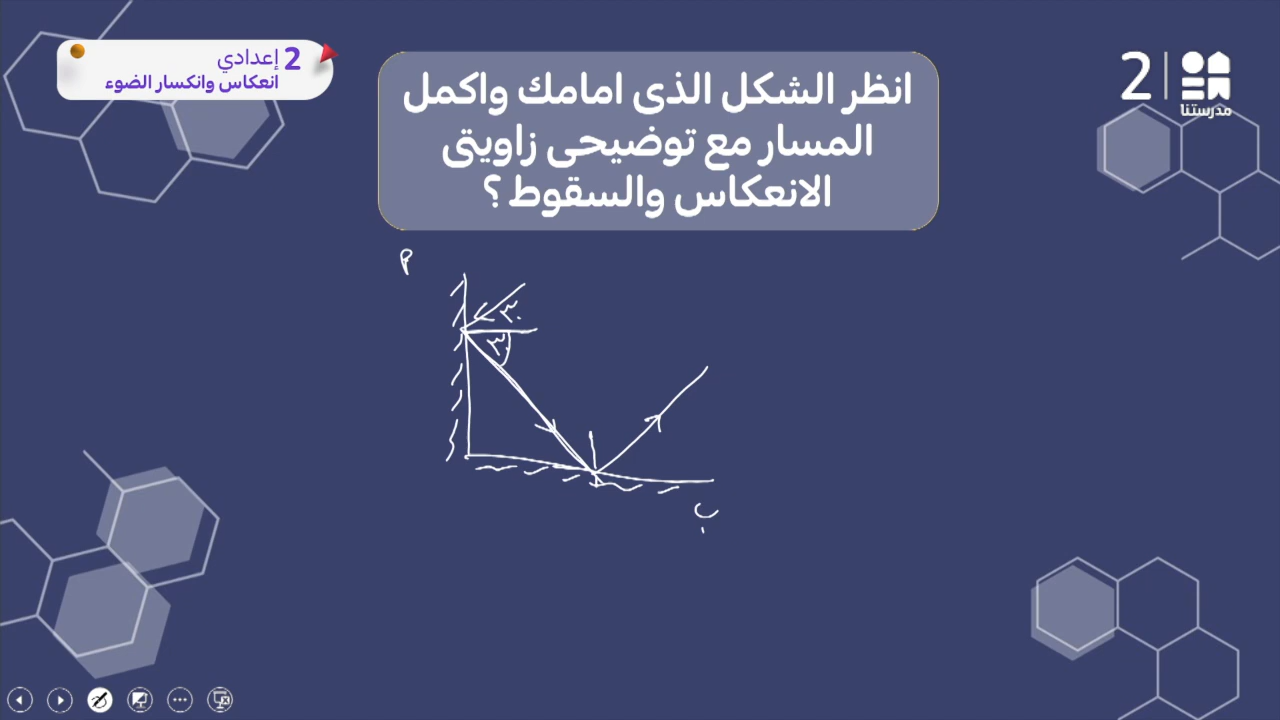 2 إعدادي
انعكاس وانكسار الضوء
انظر الشكل الذى امامك واكمل
المسار مع توضيحى زاويتى
الانعكاس والسقوط ؟
2
مدرستنا
٣٠
٣٠
ب